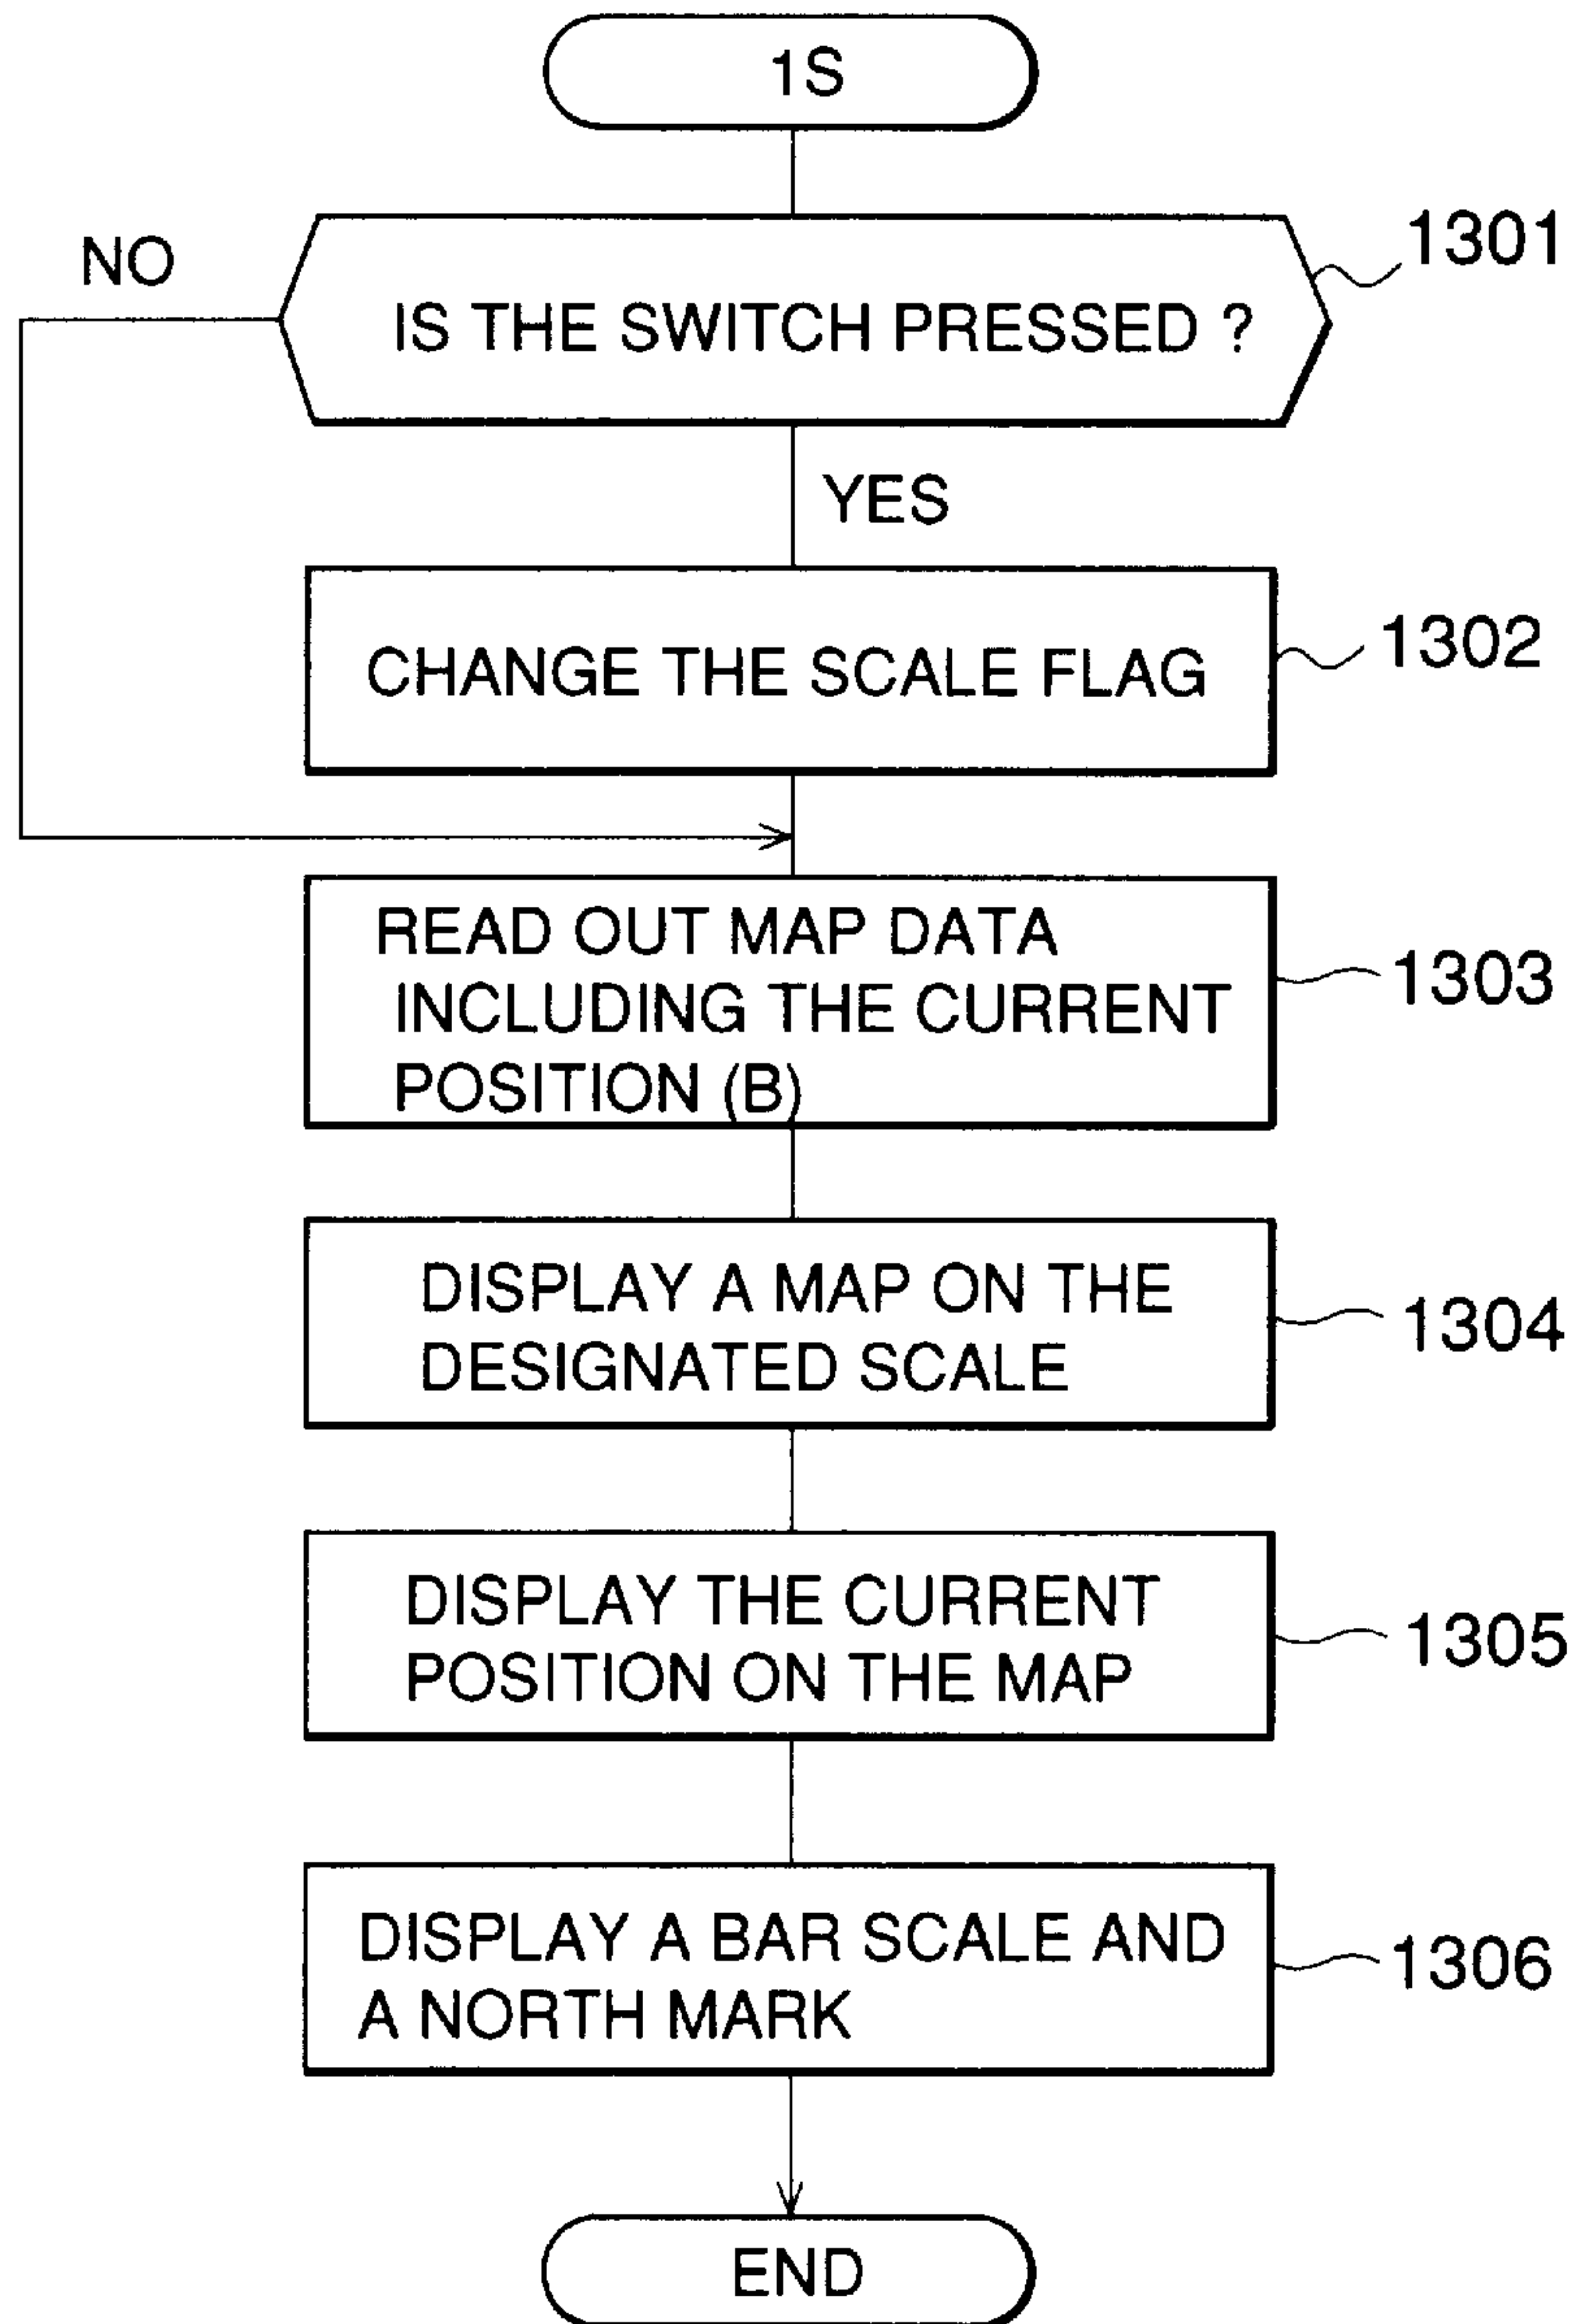 1S
NO
1301
IS THE SWITCH PRESSED ?
YES
CHANGE THE SCALE FLAG
1302
READ OUT MAP DATA
INCLUDING THE CURRENT
POSITION (B)
1303
DISPLAY A MAP ON THE
DESIGNATED SCALE
1304
DISPLAY THE CURRENT
POSITION ON THE MAP
1305
DISPLAY A BAR SCALE AND
A NORTH MARK
1306
END